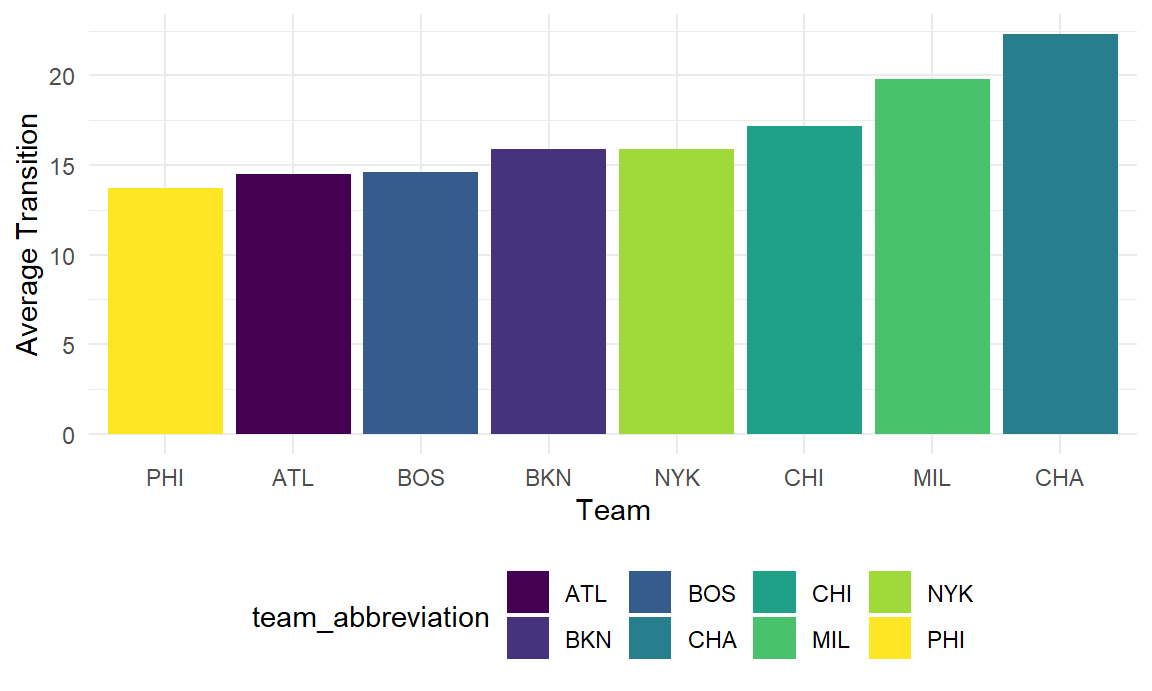 Average Transition
20
15
10
5
0
PHI ATL BOS BKN NYK CHI MIL CHA
Team
team_abbreviation
ATL BOS CHI NYK
BKN CHA MIL PHI